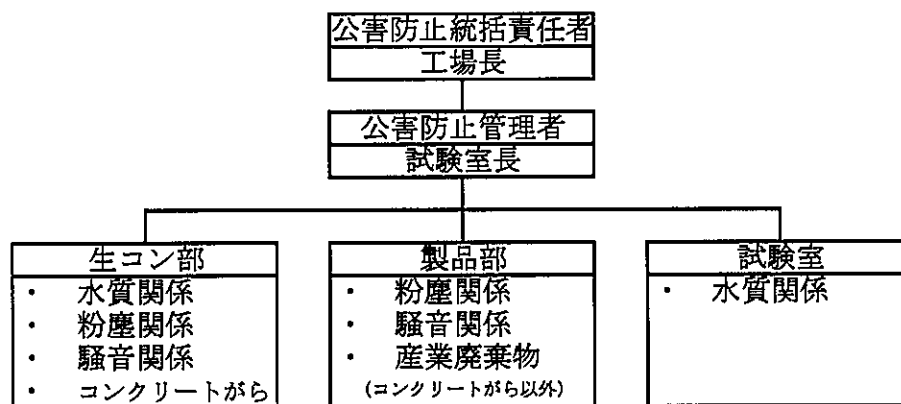 公害防止統括責任者
工場長
公害防止管理者
試験室長
生コン部
・ 水質関係
・ 粉塵関係
・ 騒音関係
・ コンクリートがら
製品部
・ 粉塵関係
・ 騒音関係
・ 産業廃棄物
(コンクリートがら以外)
試験室
・ 水質関係